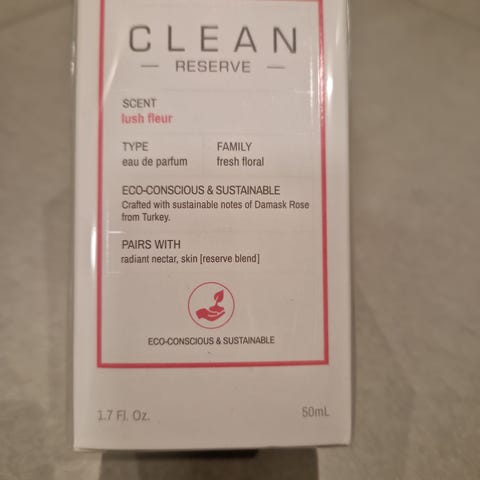 CLEAN
— RESERVE —
SCENT
lush fleur
TYPE
eau de parfum
FAMILY
fresh floral
ECO-CONSCIOUS & SUSTAINABLE
Crafted with sustainable notes of Damask Rose
from Turkey.
PAIRS WITH
radiant nectar, skin [reserve blend]
ECO-CONSCIOUS & SUSTAINABLE
1.7 Fl. Oz.
50mL